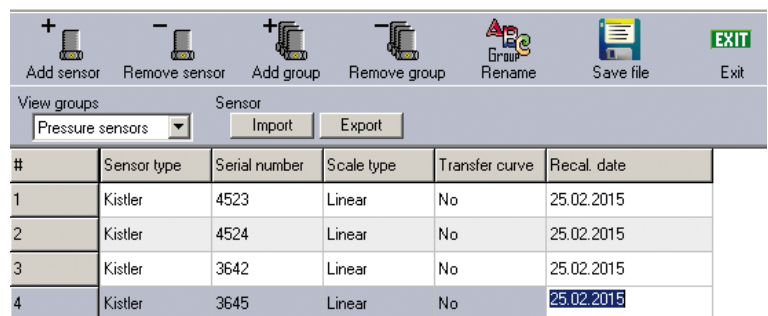 + - + - ABC Group EXIT
Add sensor Remove sensor Add group Remove group Rename Save file Exit
View groups Sensor
Pressure sensors Import Export
# Sensor type Serial number Scale type Transfer curve Recal. date
1 Kistler 4523 Linear No 25.02.2015
2 Kistler 4524 Linear No 25.02.2015
3 Kistler 3642 Linear No 25.02.2015
4 Kistler 3645 Linear No 25.02.2015